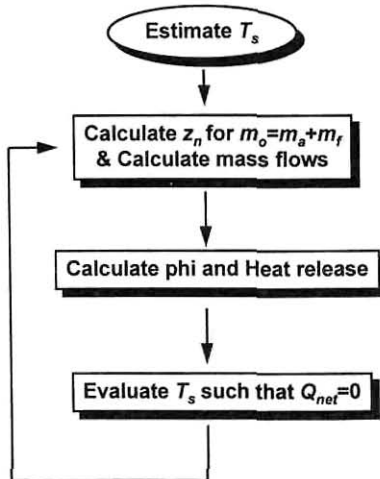 Estimate T_s
Calculate z_n for m_o=m_a+m_f
& Calculate mass flows
Calculate phi and Heat release
Evaluate T_s such that Q_net=0